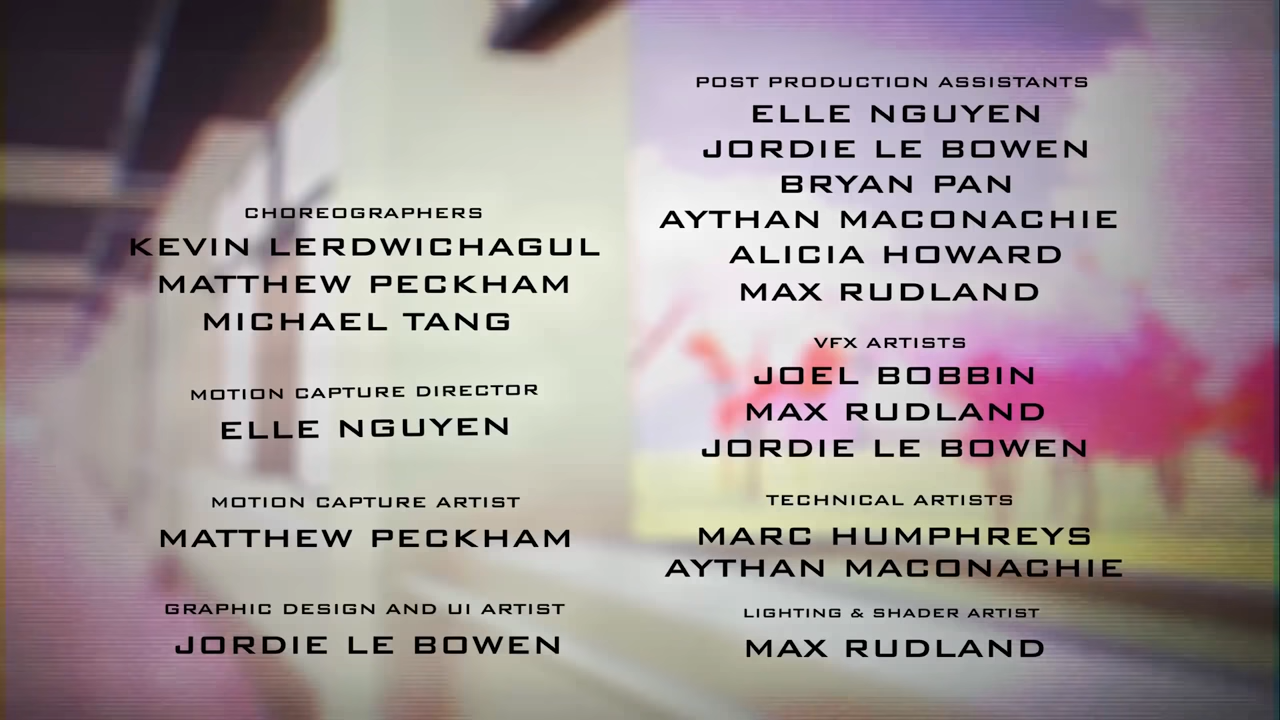 CHOREOGRAPHERS
KEVIN LERDWICHAGUL
MATTHEW PECKHAM
MICHAEL TANG
MOTION CAPTURE DIRECTOR
ELLE NGUYEN
MOTION CAPTURE ARTIST
MATTHEW PECKHAM
GRAPHIC DESIGN AND UI ARTIST
JORDIE LE BOWEN
POST PRODUCTION ASSISTANTS
ELLE NGUYEN
JORDIE LE BOWEN
BRYAN PAN
AYTHAN MACONACHIE
ALICIA HOWARD
MAX RUDLAND
VFX ARTISTS
JOEL BOBBIN
MAX RUDLAND
JORDIE LE BOWEN
TECHNICAL ARTISTS
MARC HUMPHREYS
AYTHAN MACONACHIE
LIGHTING & SHADER ARTIST
MAX RUDLAND